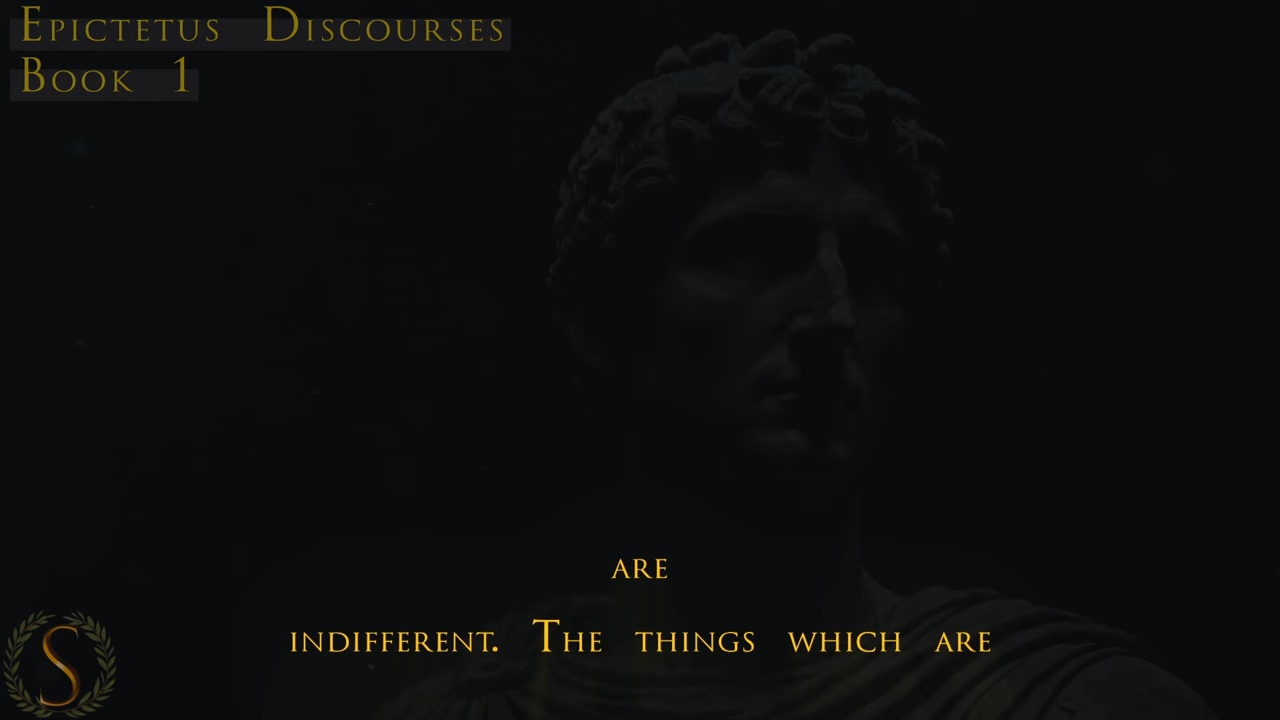 Epictetus Discourses
Book 1
are
indifferent. The things which are
S